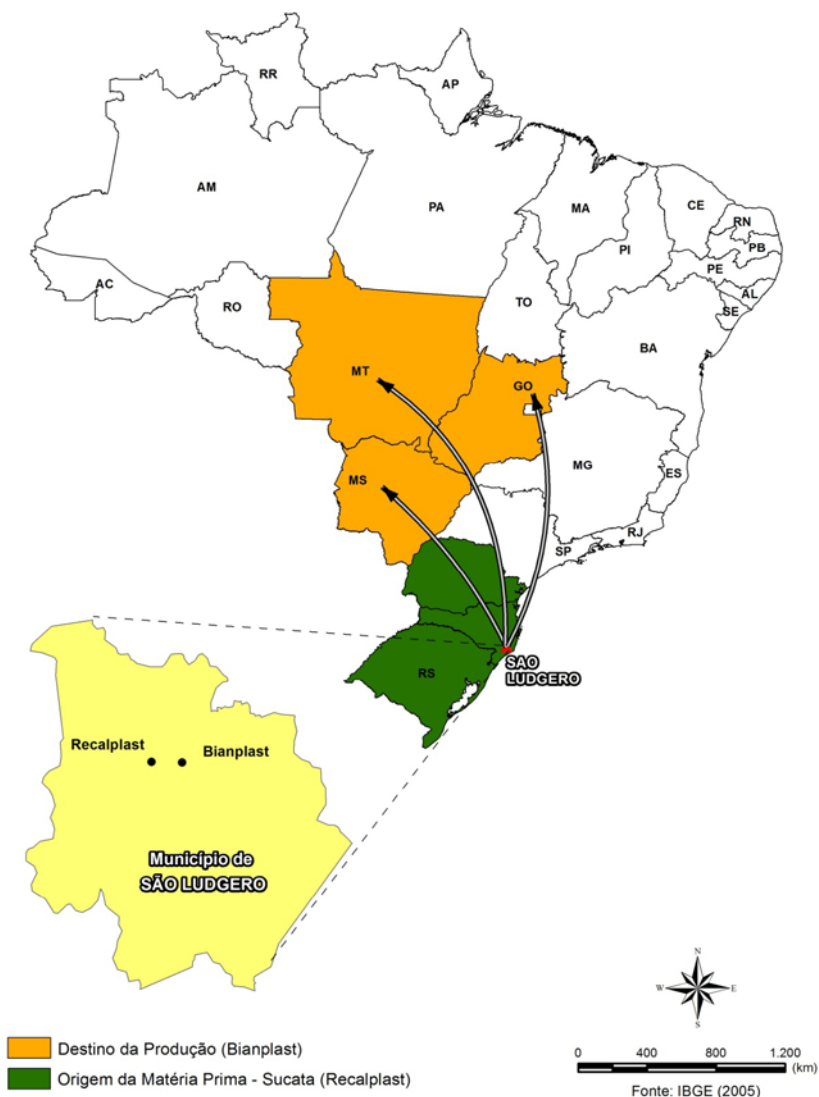 RR
AP
AM
PA
MA
CE
RN
PB
PI
PE
AL
SE
AC
RO
TO
BA
MT
GO
MS
MG
ES
SP
RJ
RS
SAO
LUDGERO
Recalplast
Bianplast
Município de
SÃO LUDGERO
N
W E
S
Destino da Produção (Bianplast)
Origem da Matéria Prima - Sucata (Recalplast)
0 400 800 1.200
(km)
Fonte: IBGE (2005)